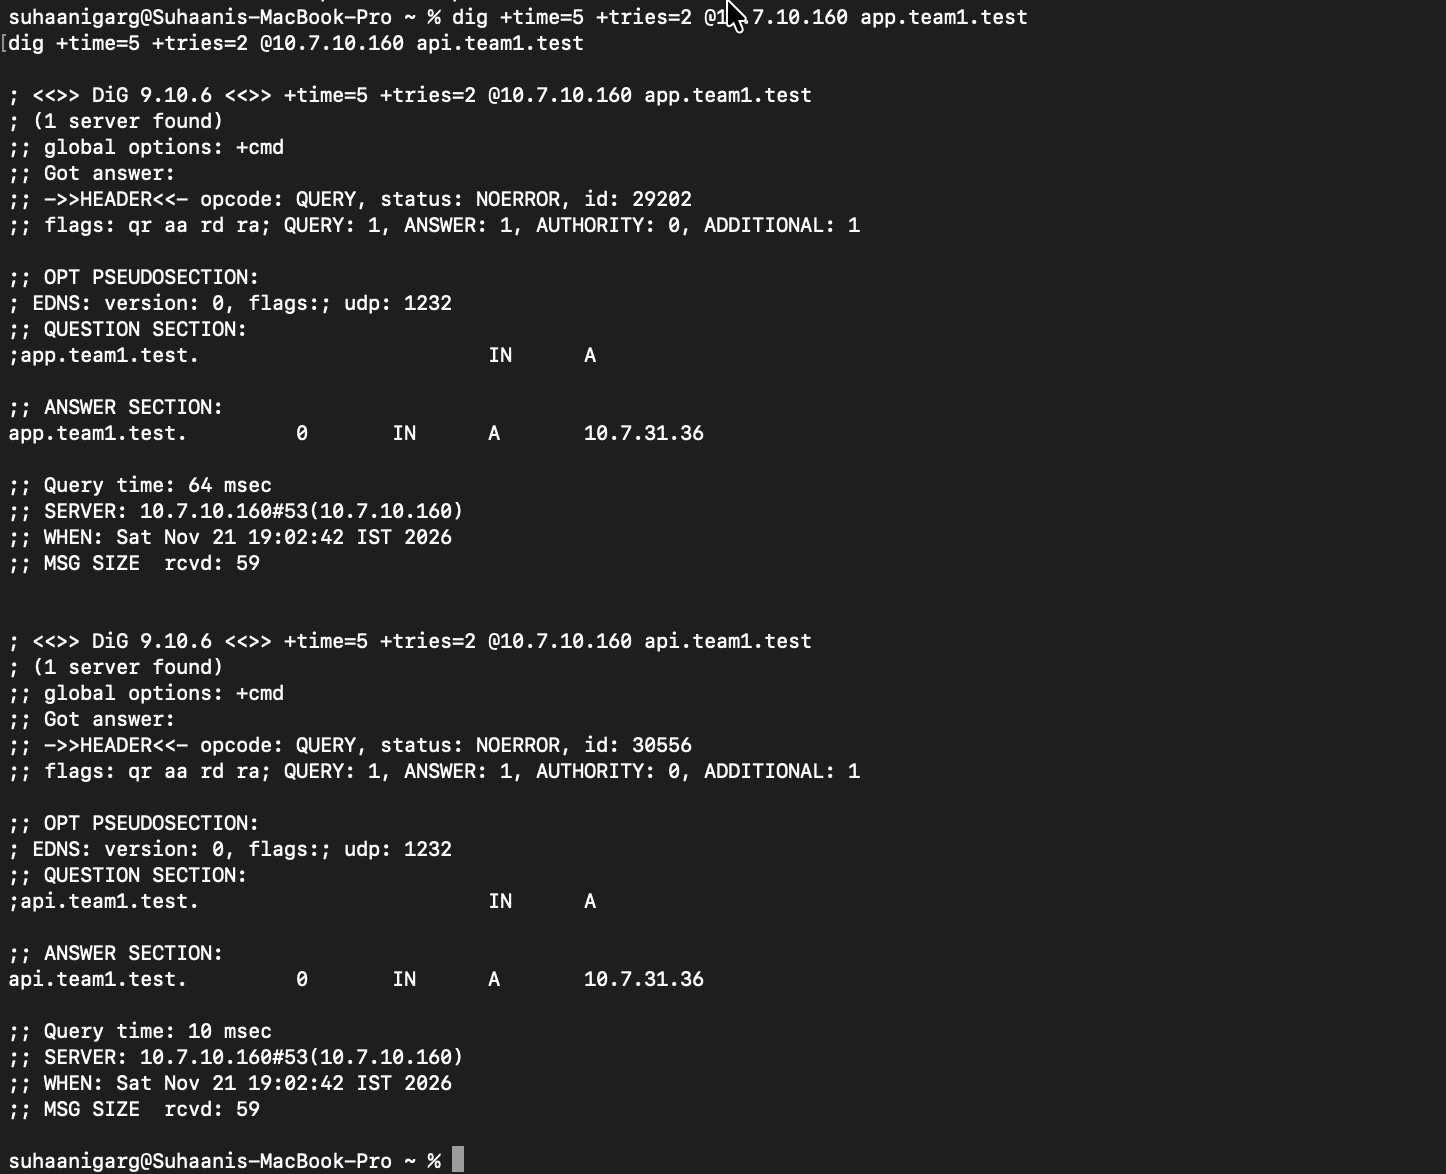 suhaanigarg@Suhaanis-MacBook-Pro ~ % dig +time=5 +tries=2 @1 .7.10.160 app.team1.test
[dig +time=5 +tries=2 @10.7.10.160 api.team1.test
; <<>> DiG 9.10.6 <<>> +time=5 +tries=2 @10.7.10.160 app.team1.test
; (1 server found)
;; global options: +cmd
;; Got answer:
;; ->>HEADER<<- opcode: QUERY, status: NOERROR, id: 29202
;; flags: qr aa rd ra; QUERY: 1, ANSWER: 1, AUTHORITY: 0, ADDITIONAL: 1
;; OPT PSEUDOSECTION:
; EDNS: version: 0, flags:; udp: 1232
;; QUESTION SECTION:
;app.team1.test. IN A
;; ANSWER SECTION:
app.team1.test. 0 IN A 10.7.31.36
;; Query time: 64 msec
;; SERVER: 10.7.10.160#53(10.7.10.160)
;; WHEN: Sat Nov 21 19:02:42 IST 2026
;; MSG SIZE  rcvd: 59
; <<>> DiG 9.10.6 <<>> +time=5 +tries=2 @10.7.10.160 api.team1.test
; (1 server found)
;; global options: +cmd
;; Got answer:
;; ->>HEADER<<- opcode: QUERY, status: NOERROR, id: 30556
;; flags: qr aa rd ra; QUERY: 1, ANSWER: 1, AUTHORITY: 0, ADDITIONAL: 1
;; OPT PSEUDOSECTION:
; EDNS: version: 0, flags:; udp: 1232
;; QUESTION SECTION:
;api.team1.test. IN A
;; ANSWER SECTION:
api.team1.test. 0 IN A 10.7.31.36
;; Query time: 10 msec
;; SERVER: 10.7.10.160#53(10.7.10.160)
;; WHEN: Sat Nov 21 19:02:42 IST 2026
;; MSG SIZE  rcvd: 59
suhaanigarg@Suhaanis-MacBook-Pro ~ %